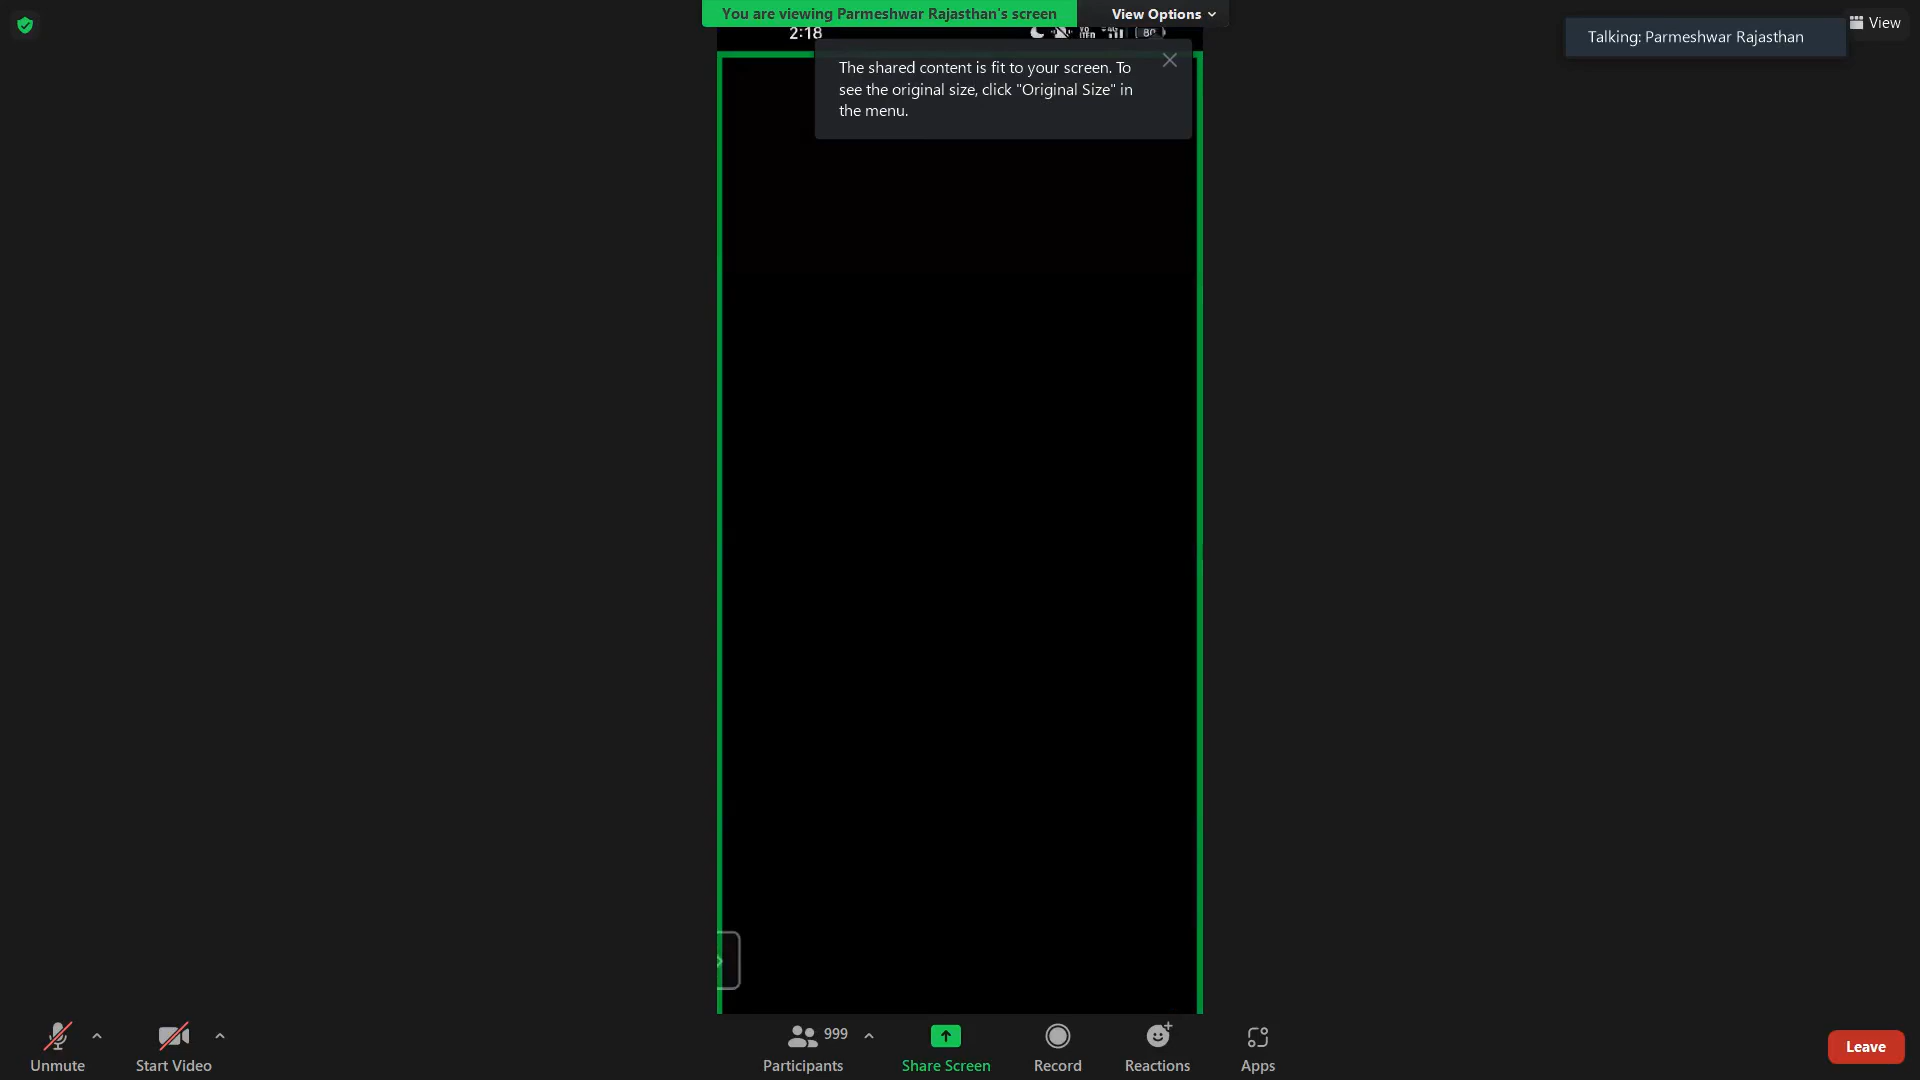 You are viewing Parmeshwar Rajasthan's screen
View Options
View
Talking: Parmeshwar Rajasthan
2:18
80
The shared content is fit to your screen. To
see the original size, click "Original Size" in
the menu.
999
Unmute
Start Video
Participants
Share Screen
Record
Reactions
Apps
Leave